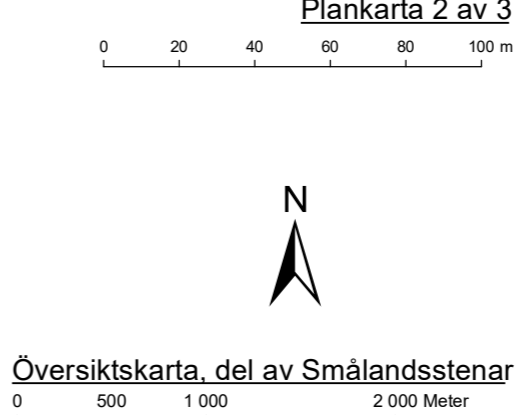 Plankarta 2 av 3
0 20 40 60 80 100 m
N
Översiktskarta, del av Smålandsstenar
0 500 1 000 2 000 Meter